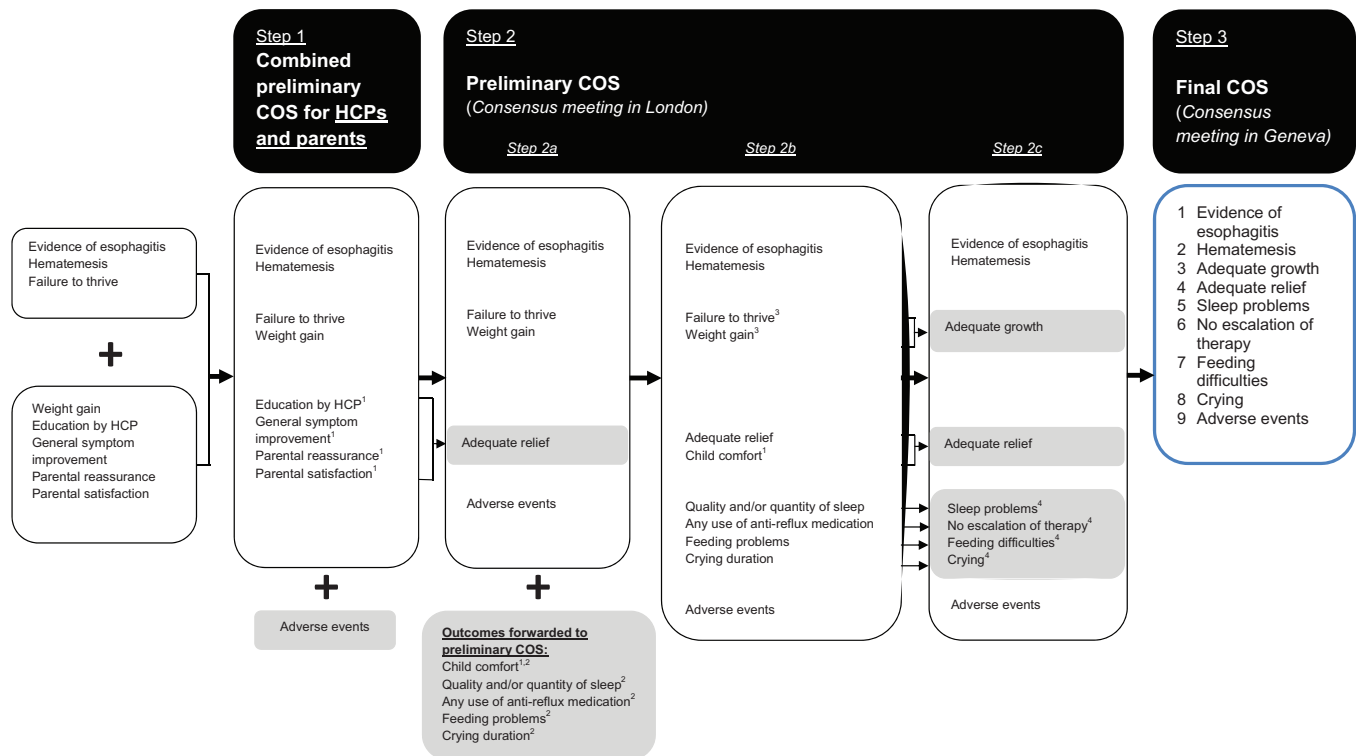 Step 1
Combined
preliminary
COS for HCPs
and parents
Step 2
Preliminary COS
(Consensus meeting in London)
Step 2a
Step 2b
Step 2c
Step 3
Final COS
(Consensus
meeting in Geneva)
Evidence of esophagitis
Hematemesis
Failure to thrive
+
Weight gain
Education by HCP
General symptom
improvement
Parental reassurance
Parental satisfaction
Evidence of esophagitis
Hematemesis
Failure to thrive
Weight gain
Education by HCP¹
General symptom
improvement¹
Parental reassurance¹
Parental satisfaction¹
+
Adverse events
Evidence of esophagitis
Hematemesis
Failure to thrive
Weight gain
Adequate relief
Adverse events
+
Outcomes forwarded to
preliminary COS:
Child comfort¹,²
Quality and/or quantity of sleep²
Any use of anti-reflux medication²
Feeding problems²
Crying duration²
Evidence of esophagitis
Hematemesis
Failure to thrive³
Weight gain³
Adequate relief
Child comfort¹
Quality and/or quantity of sleep
Any use of anti-reflux medication
Feeding problems
Crying duration
Adverse events
Evidence of esophagitis
Hematemesis
Adequate growth
Adequate relief
Sleep problems⁴
No escalation of therapy⁴
Feeding difficulties⁴
Crying⁴
Adverse events
1 Evidence of
esophagitis
2 Hematemesis
3 Adequate growth
4 Adequate relief
5 Sleep problems
6 No escalation of
therapy
7 Feeding
difficulties
8 Crying
9 Adverse events